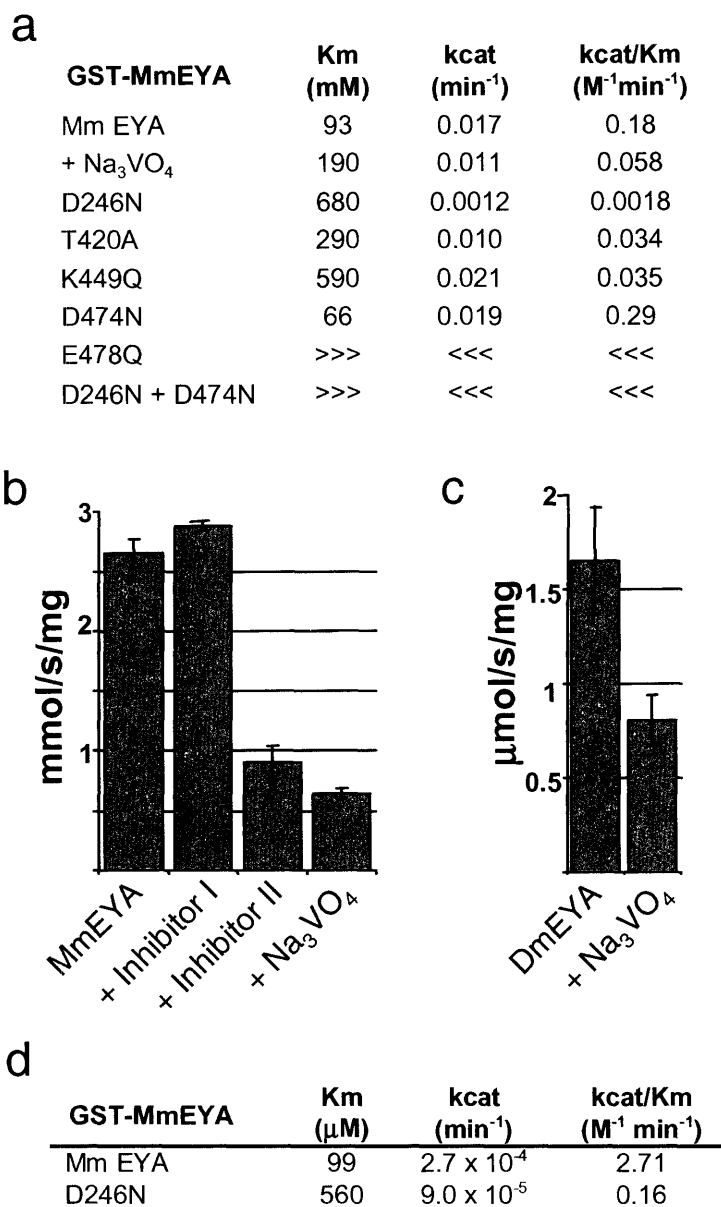 a
GST-MmEYA Km (mM) kcat (min⁻¹) kcat/Km (M⁻¹min⁻¹)
Mm EYA 93 0.017 0.18
+ Na₃VO₄ 190 0.011 0.058
D246N 680 0.0012 0.0018
T420A 290 0.010 0.034
K449Q 590 0.021 0.035
D474N 66 0.019 0.29
E478Q >>> <<< <<<
D246N + D474N >>> <<< <<<
b
mmol/s/mg
3
2
1
MmEYA
+ Inhibitor I
+ Inhibitor II
+ Na₃VO₄
c
µmol/s/mg
2
1.5
1
0.5
DmEYA
+ Na₃VO₄
d
GST-MmEYA Km (µM) kcat (min⁻¹) kcat/Km (M⁻¹ min⁻¹)
Mm EYA 99 2.7 x 10⁻⁴ 2.71
D246N 560 9.0 x 10⁻⁵ 0.16